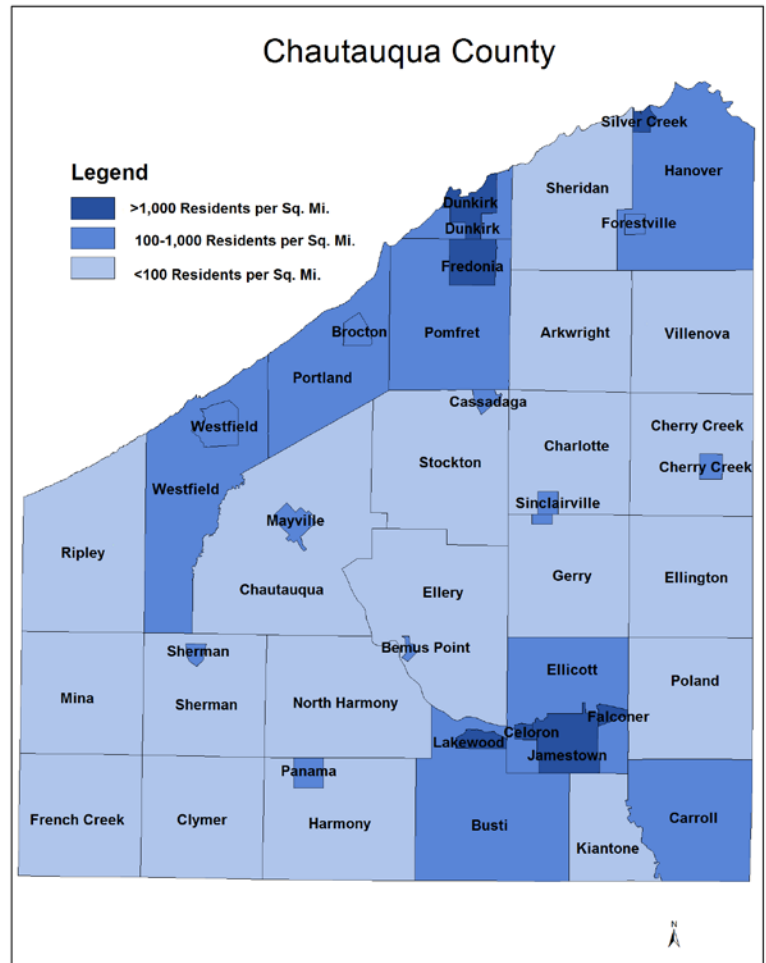 Chautauqua County
Silver Creek
Hanover
Legend
Sheridan
>1,000 Residents per Sq. Mi.
Dunkirk
100-1,000 Residents per Sq. Mi.
Dunkirk
Forestville
<100 Residents per Sq. Mi.
Fredonia
Brocton
Pomfret
Arkwright
Villenova
Portland
Cassadaga
Westfield
Cherry Creek
Charlotte
Stockton
Cherry Creek
Westfield
Sinclairville
Mayville
Ripley
Gerry
Ellington
Chautauqua
Ellery
Sherman
Bemus Point
Ellicott
Poland
Mina
Sherman
North Harmony
Falconer
Celoron
Lakewood
Jamestown
Panama
French Creek
Clymer
Harmony
Busti
Carroll
Kiantone
N